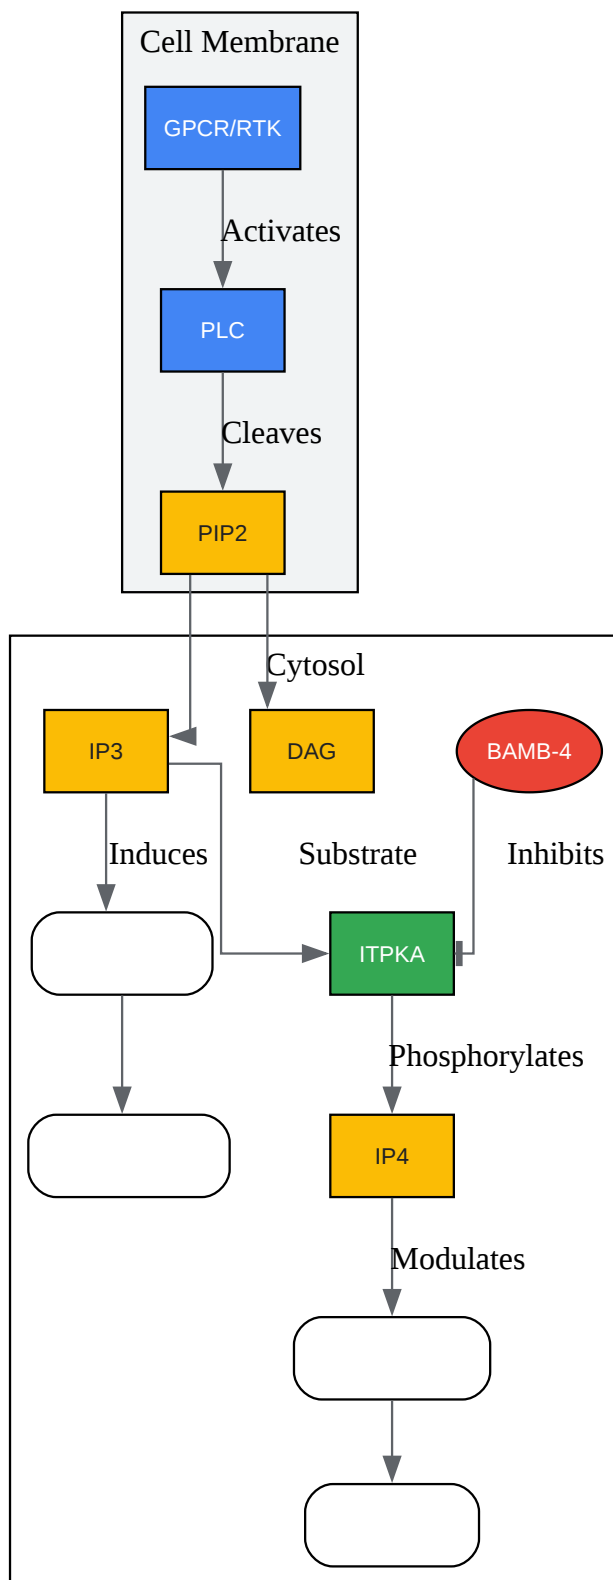 Cell Membrane
GPCR/RTK
Activates
PLC
Cleaves
PIP2
Cytosol
IP3
DAG
BAMB-4
Induces
Substrate
Inhibits
ITPKA
Phosphorylates
IP4
Modulates